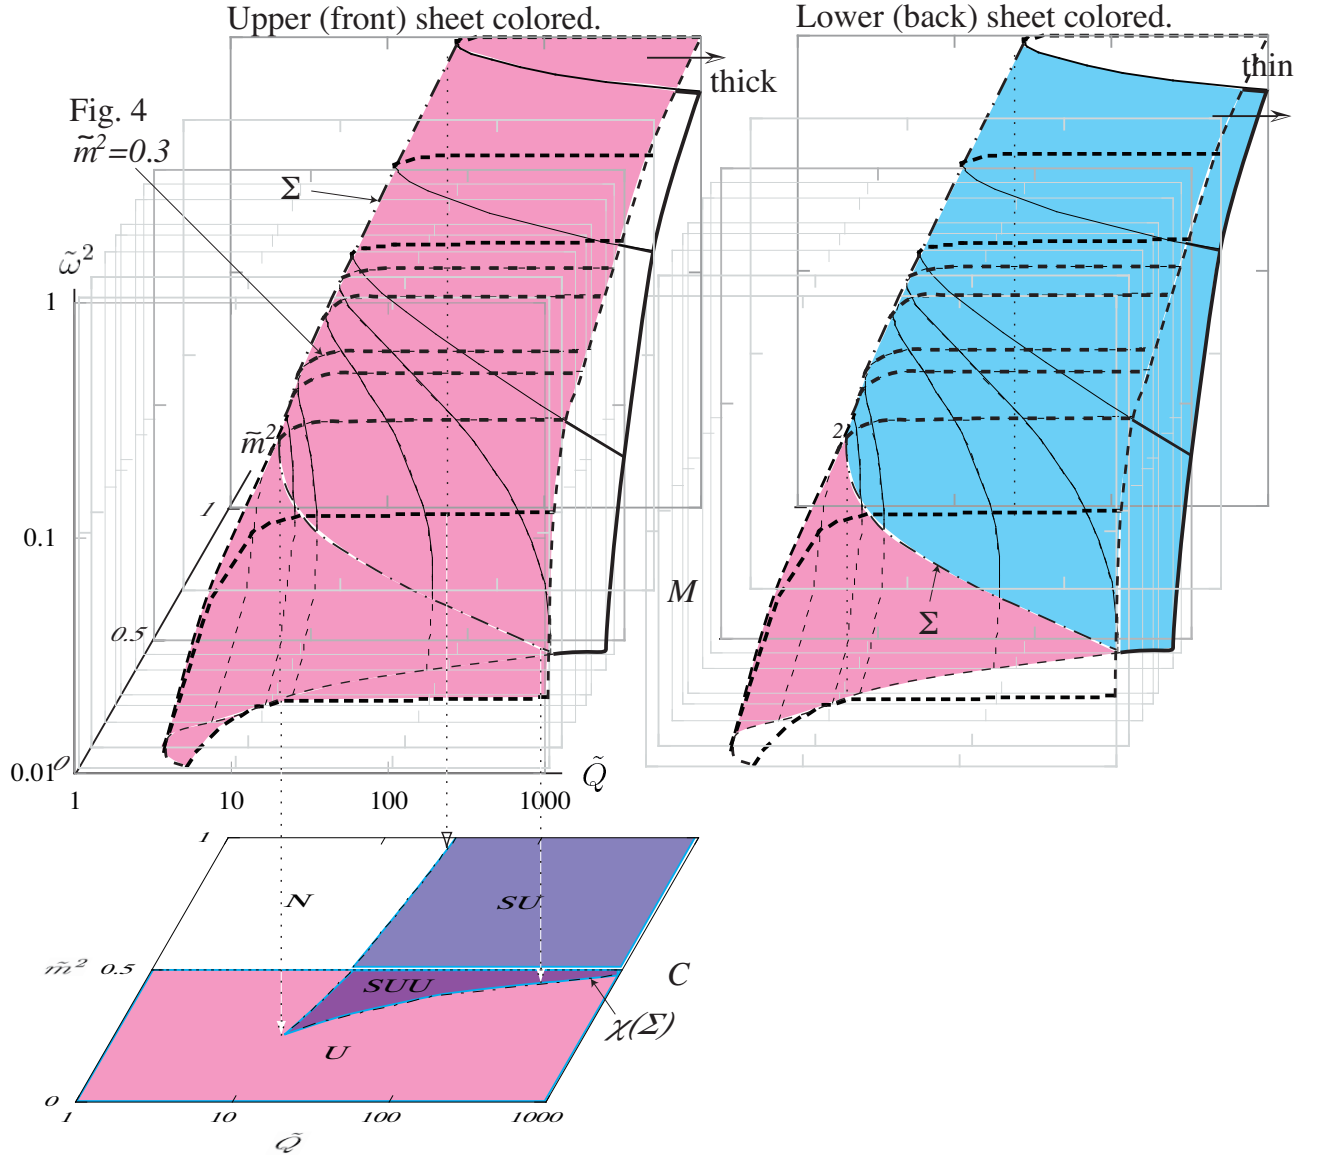 Upper (front) sheet colored.
Lower (back) sheet colored.
thick
thin
Fig. 4
m̃²=0.3
Σ
ω̃²
1
m̃²
2
1
0.1
M
0.5
Σ
0.01
0
Q̃
1 10 100 1000
1
N
SU
m̃² 0.5
SUU
C
χ(Σ)
U
0
1 10 100 1000
Q̃